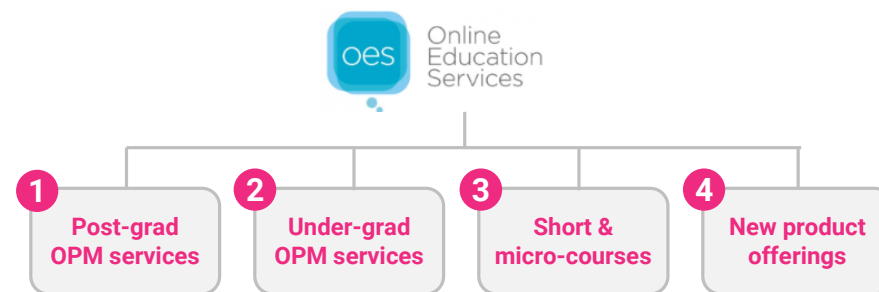 oes
Online
Education
Services
1
Post-grad
OPM services
2
Under-grad
OPM services
3
Short &
micro-courses
4
New product
offerings